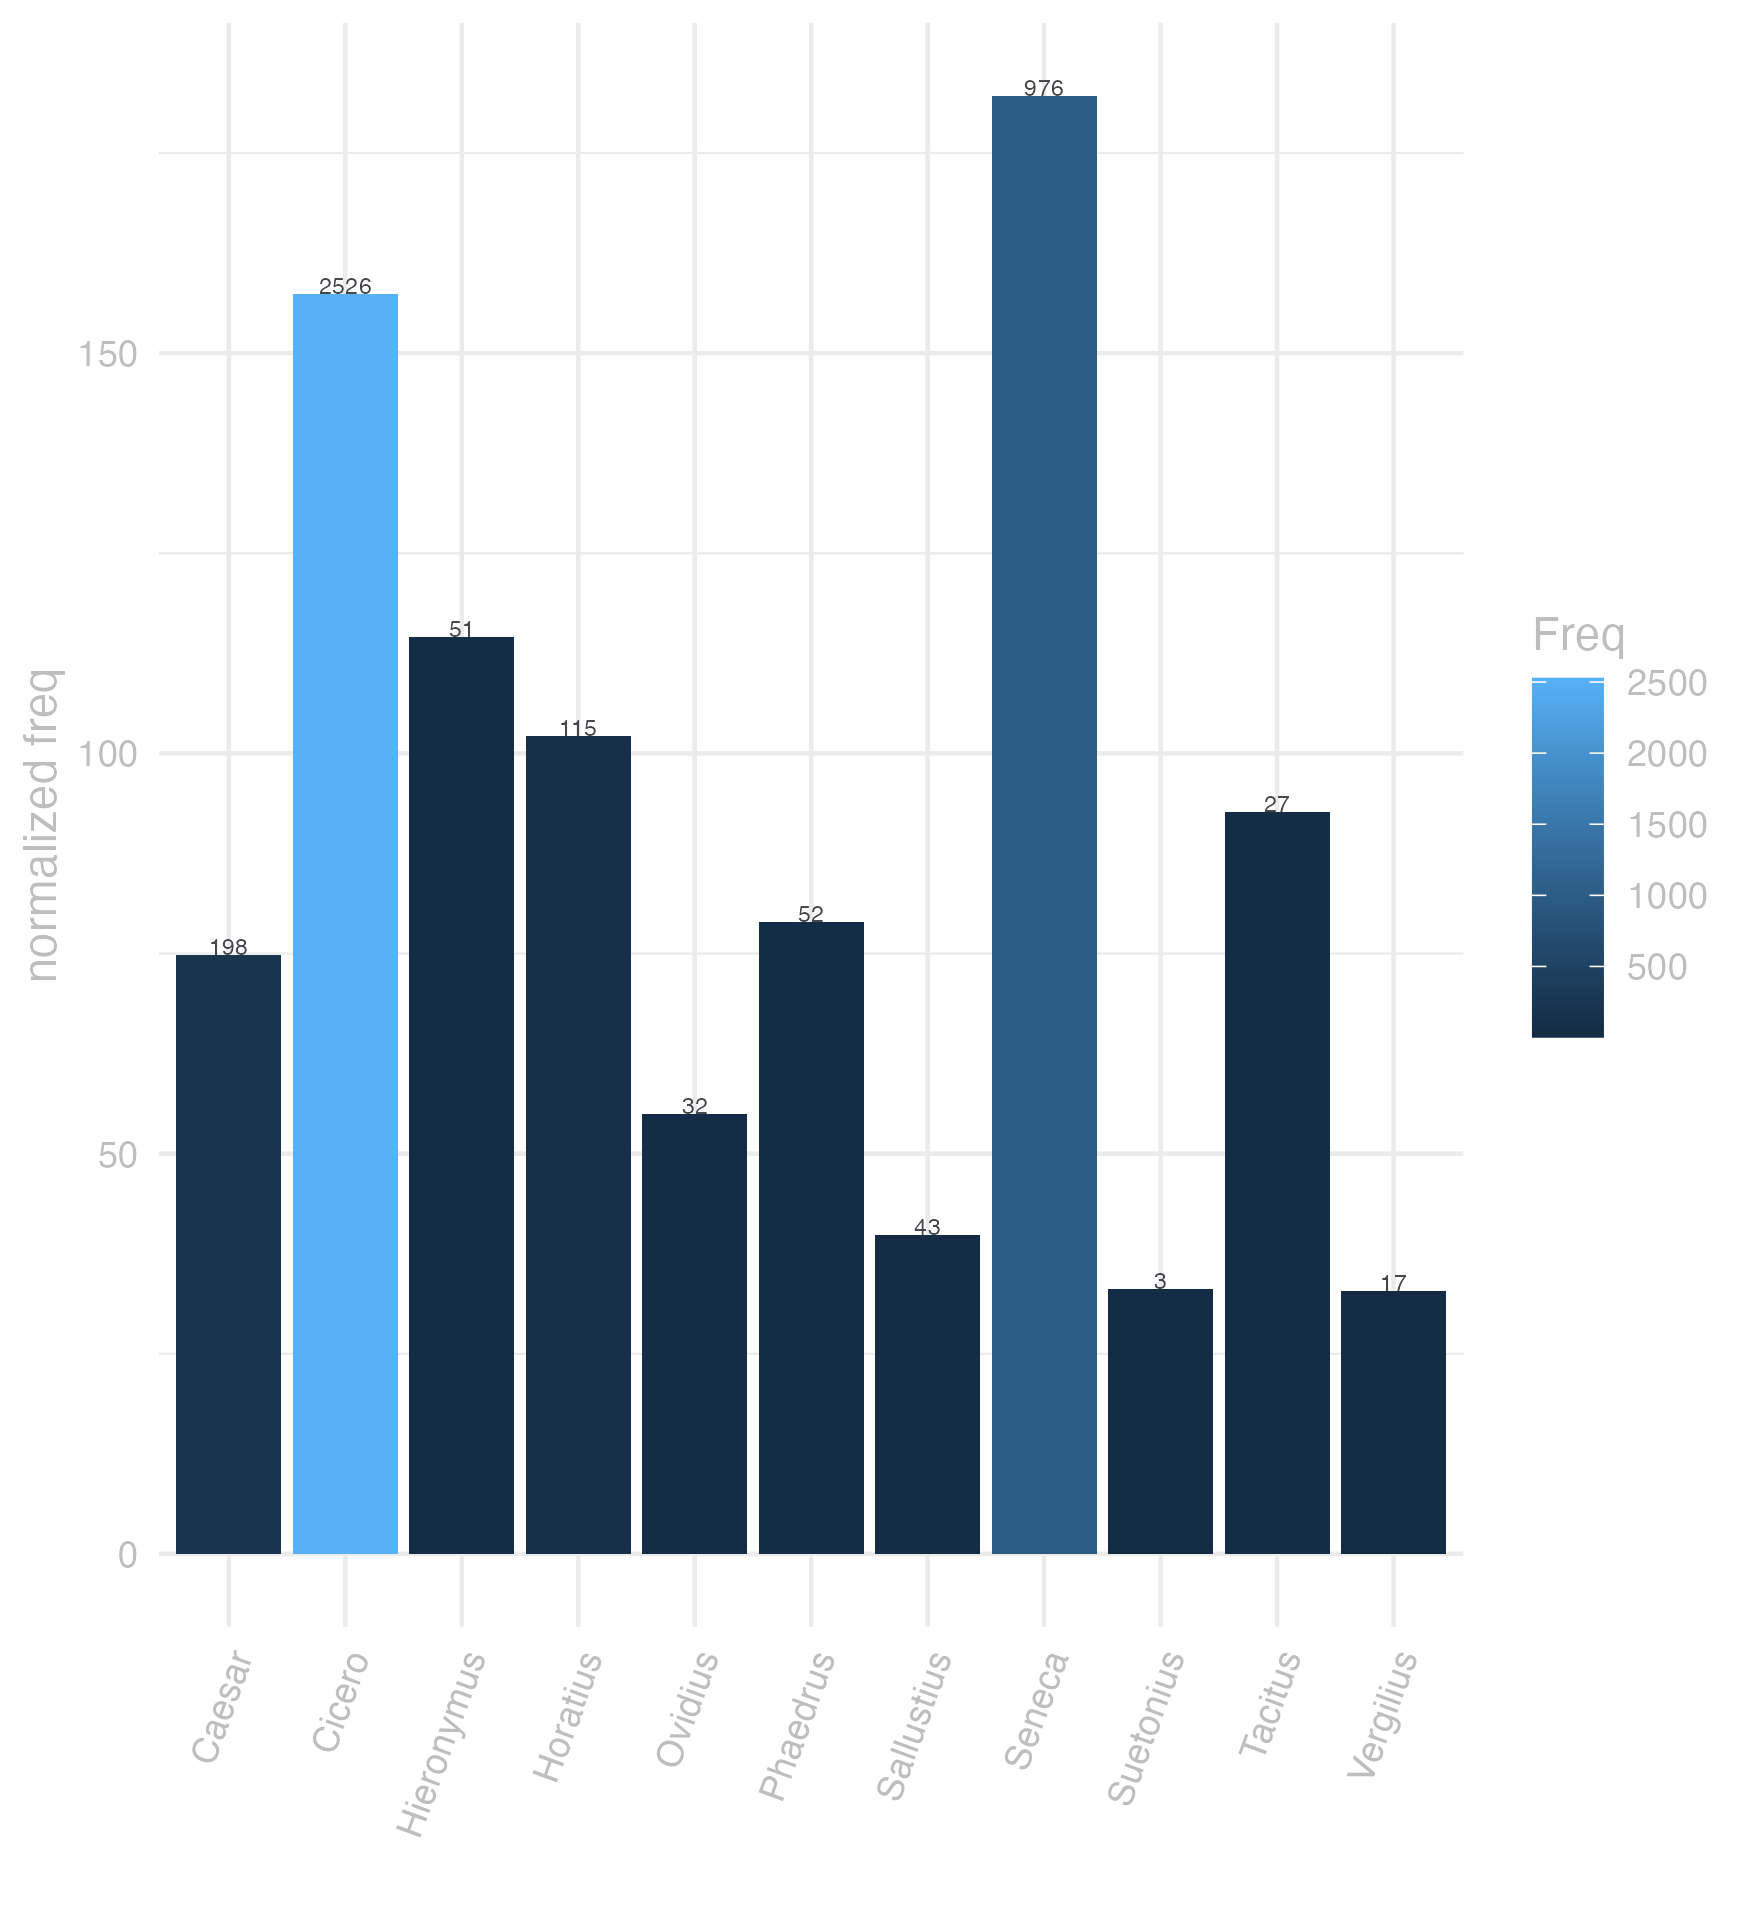 976
2526
150
51
115
100
27
52
198
32
50
43
3
17
0
normalized freq
Caesar
Cicero
Hieronymus
Horatius
Ovidius
Phaedrus
Sallustius
Seneca
Suetonius
Tacitus
Vergilius
Freq
2500
2000
1500
1000
500